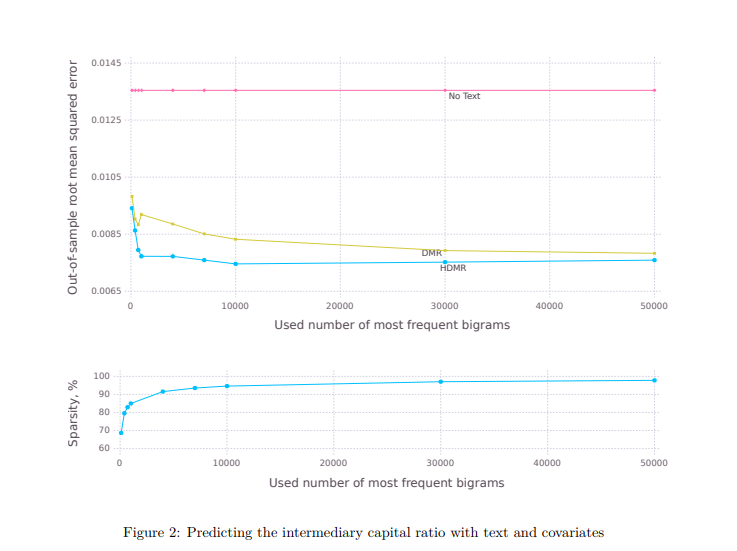 Out-of-sample root mean squared error
0.0145
0.0125
0.0105
0.0085
0.0065
No Text
DMR
HDMR
0 10000 20000 30000 40000 50000
Used number of most frequent bigrams
Sparsity, %
100
90
80
70
60
0 10000 20000 30000 40000 50000
Used number of most frequent bigrams
Figure 2: Predicting the intermediary capital ratio with text and covariates